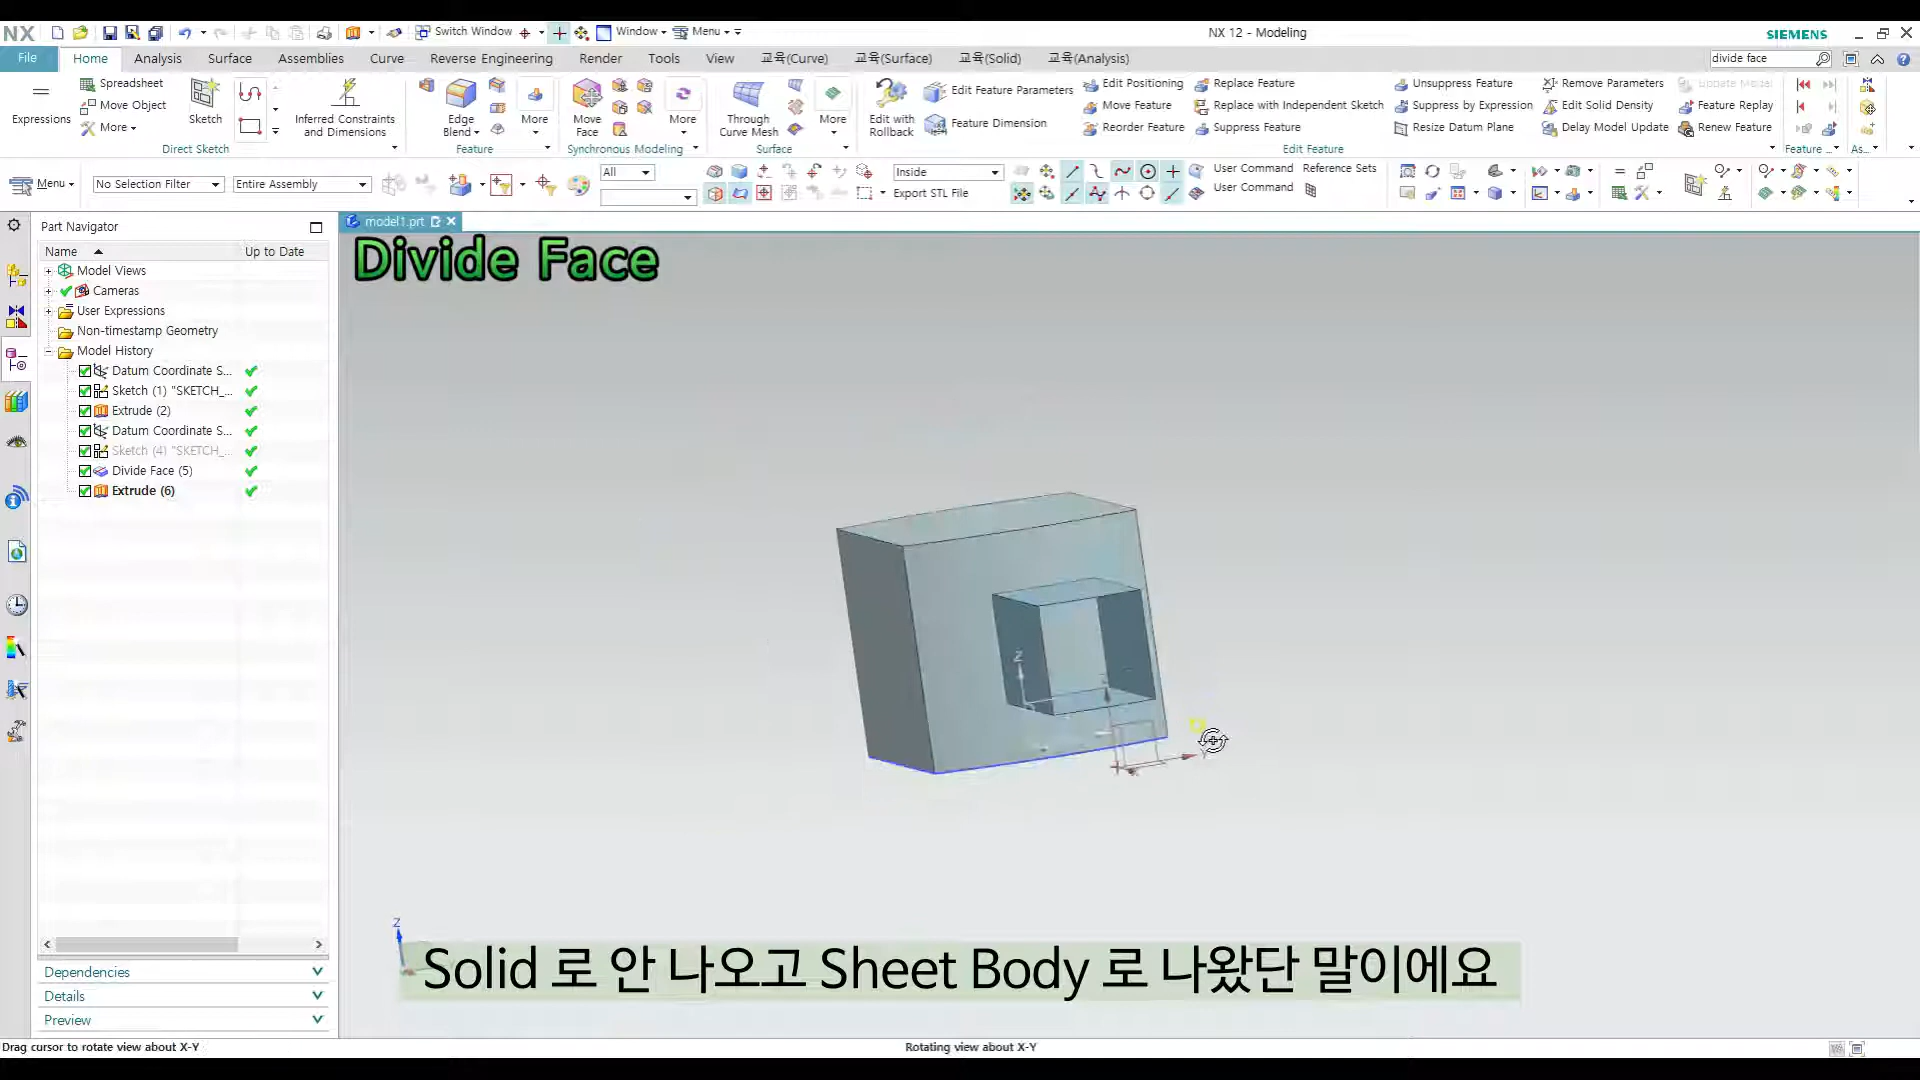 NX
Switch Window
Window
Menu
NX 12 - Modeling
SIEMENS
File
Home
Analysis
Surface
Assemblies
Curve
Reverse Engineering
Render
Tools
View
교육(Curve)
교육(Surface)
교육(Solid)
교육(Analysis)
divide face
Expressions
Spreadsheet
Move Object
More
Sketch
Inferred Constraints
and Dimensions
Direct Sketch
Edge
Blend
More
Feature
Move
Face
More
Synchronous Modeling
Through
Curve Mesh
More
Surface
Edit with
Rollback
Edit Feature Parameters
Feature Dimension
Edit Positioning
Move Feature
Reorder Feature
Replace Feature
Replace with Independent Sketch
Suppress Feature
Unsuppress Feature
Suppress by Expression
Resize Datum Plane
Remove Parameters
Edit Solid Density
Delay Model Update
Update Model
Feature Replay
Renew Feature
Edit Feature
Feature ...
As...
Menu
No Selection Filter
Entire Assembly
All
Inside
Export STL File
User Command
User Command
Reference Sets
Part Navigator
model1.prt
Divide Face
Name
Up to Date
Model Views
Cameras
User Expressions
Non-timestamp Geometry
Model History
Datum Coordinate S...
Sketch (1) "SKETCH_...
Extrude (2)
Datum Coordinate S...
Sketch (4) "SKETCH_...
Divide Face (5)
Extrude (6)
Z
Z
Dependencies
Details
Preview
Solid 로 안 나오고 Sheet Body 로 나왔단 말이에요
Drag cursor to rotate view about X-Y
Rotating view about X-Y